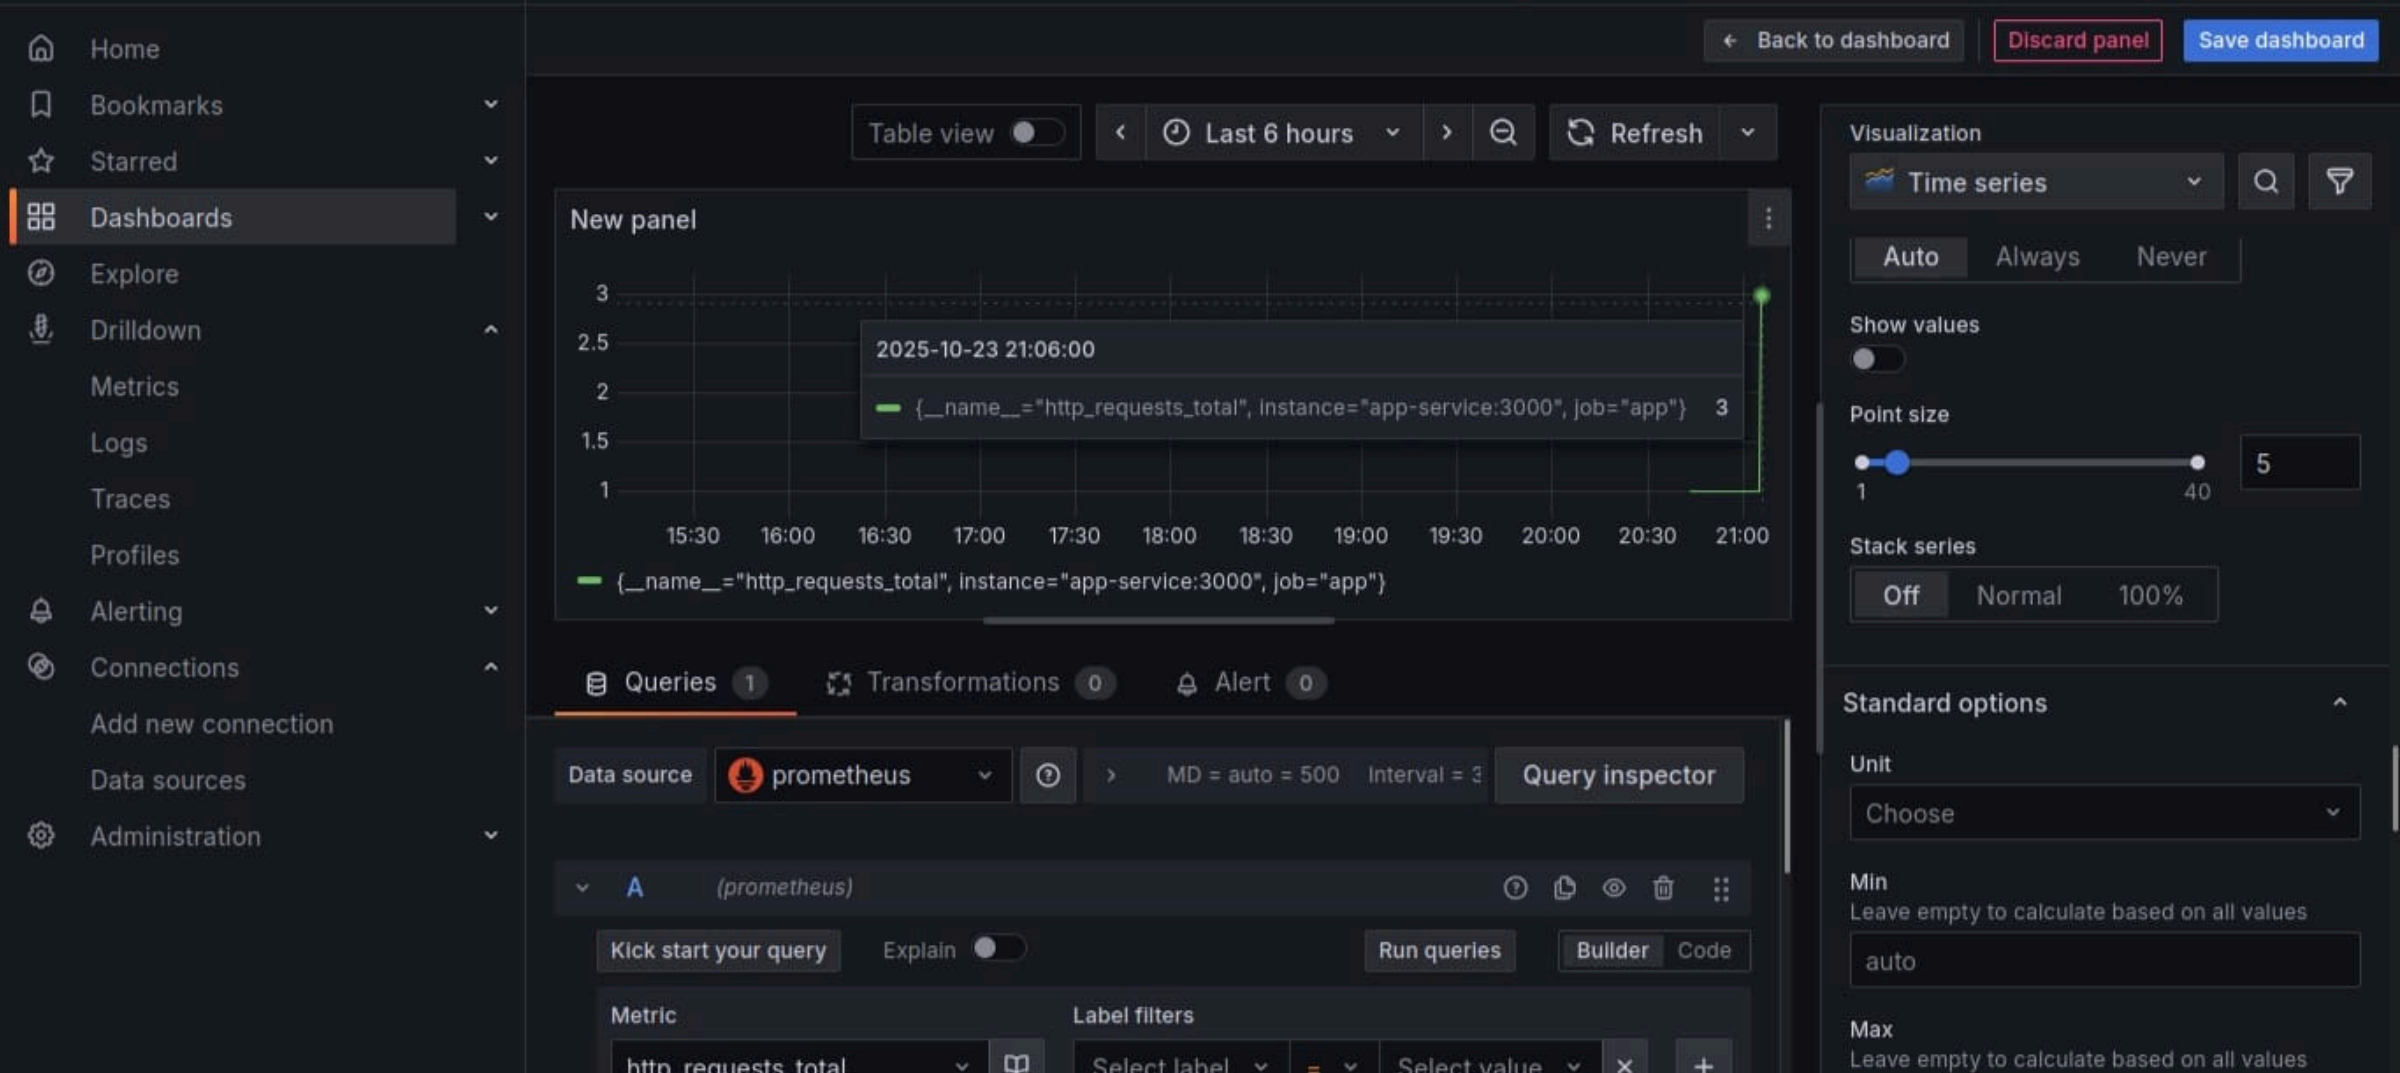 Home
Bookmarks
Starred
Dashboards
Explore
Drilldown
Metrics
Logs
Traces
Profiles
Alerting
Connections
Add new connection
Data sources
Administration
Back to dashboard
Discard panel
Save dashboard
Table view
Last 6 hours
Refresh
New panel
3
2.5
2
1.5
1
2025-10-23 21:06:00
{__name__="http_requests_total", instance="app-service:3000", job="app"} 3
15:30 16:00 16:30 17:00 17:30 18:00 18:30 19:00 19:30 20:00 20:30 21:00
{__name__="http_requests_total", instance="app-service:3000", job="app"}
Queries 1
Transformations 0
Alert 0
Data source
prometheus
MD = auto = 500
Interval = 3
Query inspector
A (prometheus)
Kick start your query
Explain
Run queries
Builder
Code
Metric
Label filters
http_requests_total
Select label
=
Select value
Visualization
Time series
Auto Always Never
Show values
Point size
5
1 40
Stack series
Off Normal 100%
Standard options
Unit
Choose
Min
Leave empty to calculate based on all values
auto
Max
Leave empty to calculate based on all values